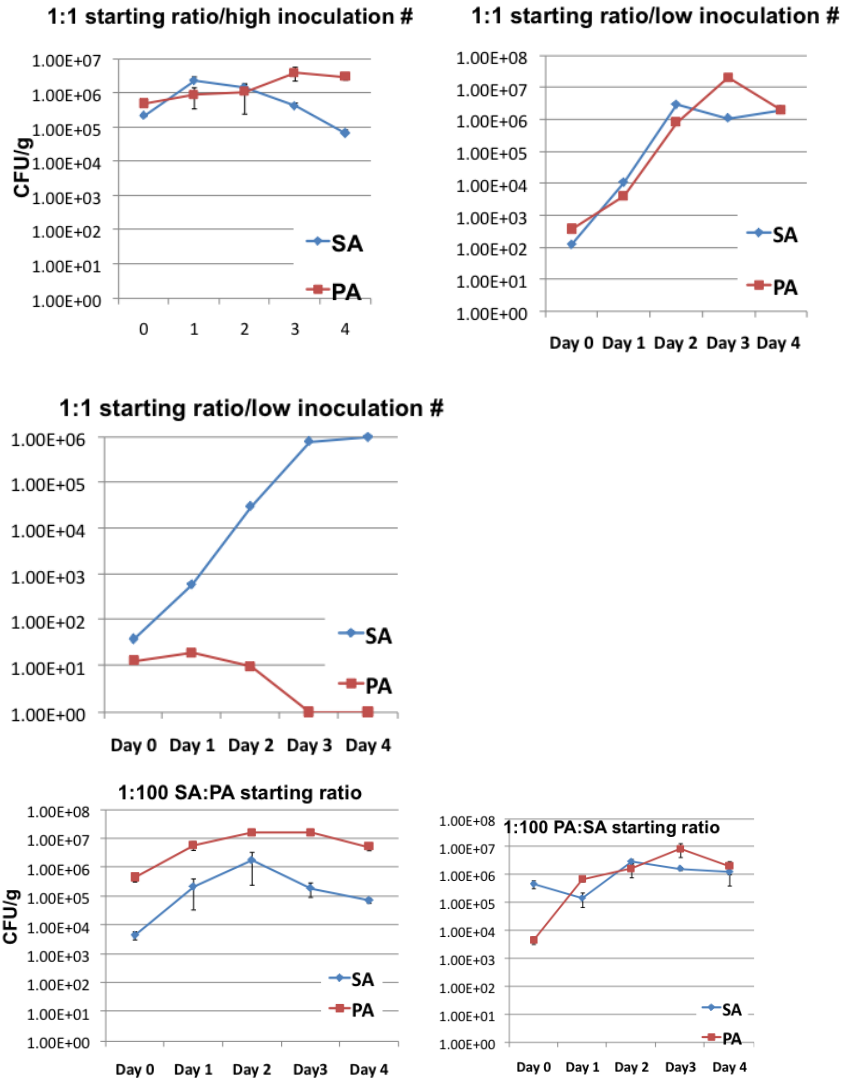 1:1 starting ratio/high inoculation #
1.00E+07
1.00E+06
1.00E+05
1.00E+04
1.00E+03
1.00E+02
1.00E+01
1.00E+00
CFU/g
SA
PA
0 1 2 3 4
1:1 starting ratio/low inoculation #
1.00E+08
1.00E+07
1.00E+06
1.00E+05
1.00E+04
1.00E+03
1.00E+02
1.00E+01
1.00E+00
SA
PA
Day 0 Day 1 Day 2 Day 3 Day 4
1:1 starting ratio/low inoculation #
1.00E+06
1.00E+05
1.00E+04
1.00E+03
1.00E+02
1.00E+01
1.00E+00
SA
PA
Day 0 Day 1 Day 2 Day 3 Day 4
1:100 SA:PA starting ratio
1.00E+08
1.00E+07
1.00E+06
1.00E+05
1.00E+04
1.00E+03
1.00E+02
1.00E+01
1.00E+00
CFU/g
SA
PA
Day 0 Day 1 Day 2 Day3 Day 4
1:100 PA:SA starting ratio
1.00E+08
1.00E+07
1.00E+06
1.00E+05
1.00E+04
1.00E+03
1.00E+02
1.00E+01
1.00E+00
SA
PA
Day 0 Day 1 Day 2 Day3 Day 4